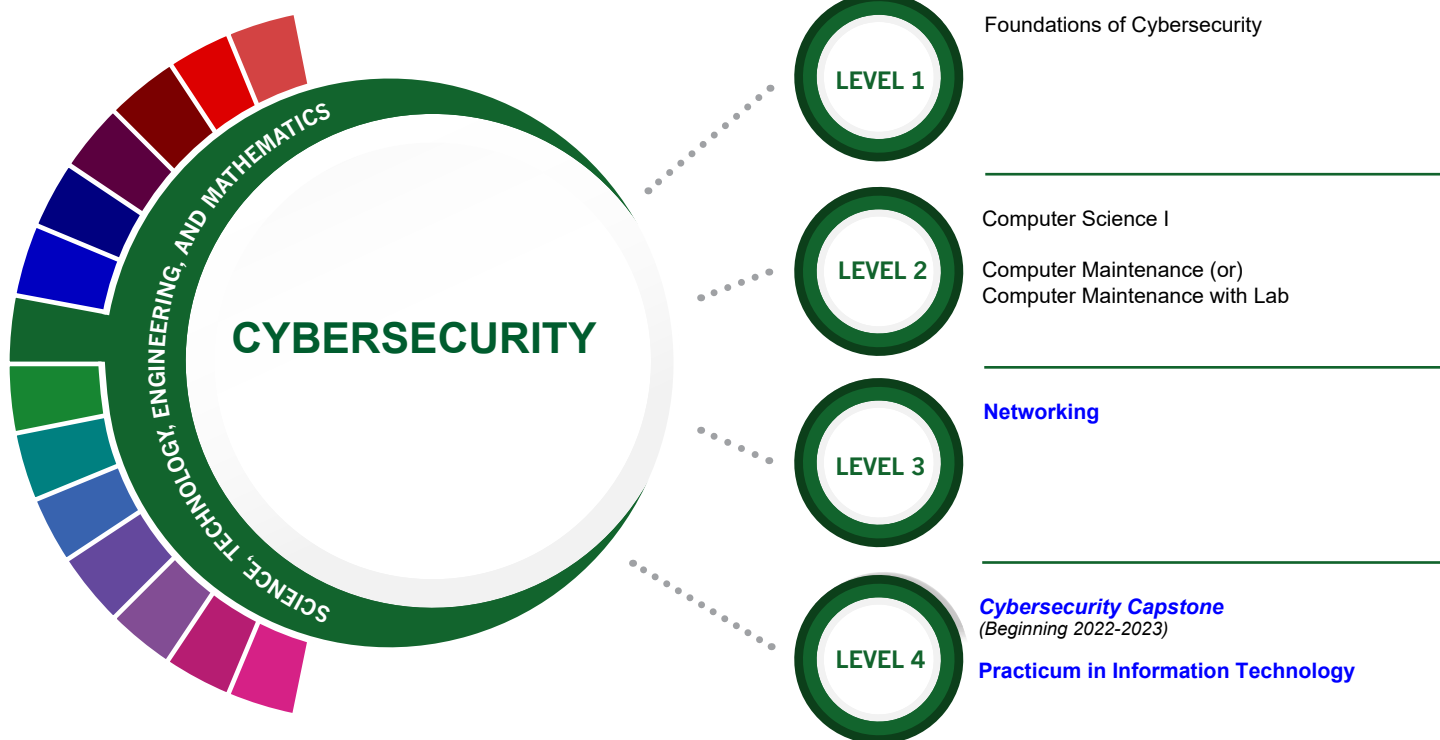 SCIENCE, TECHNOLOGY, ENGINEERING, AND MATHEMATICS
CYBERSECURITY
LEVEL 1
Foundations of Cybersecurity
LEVEL 2
Computer Science I
Computer Maintenance (or)
Computer Maintenance with Lab
LEVEL 3
Networking
LEVEL 4
Cybersecurity Capstone
(Beginning 2022-2023)
Practicum in Information Technology